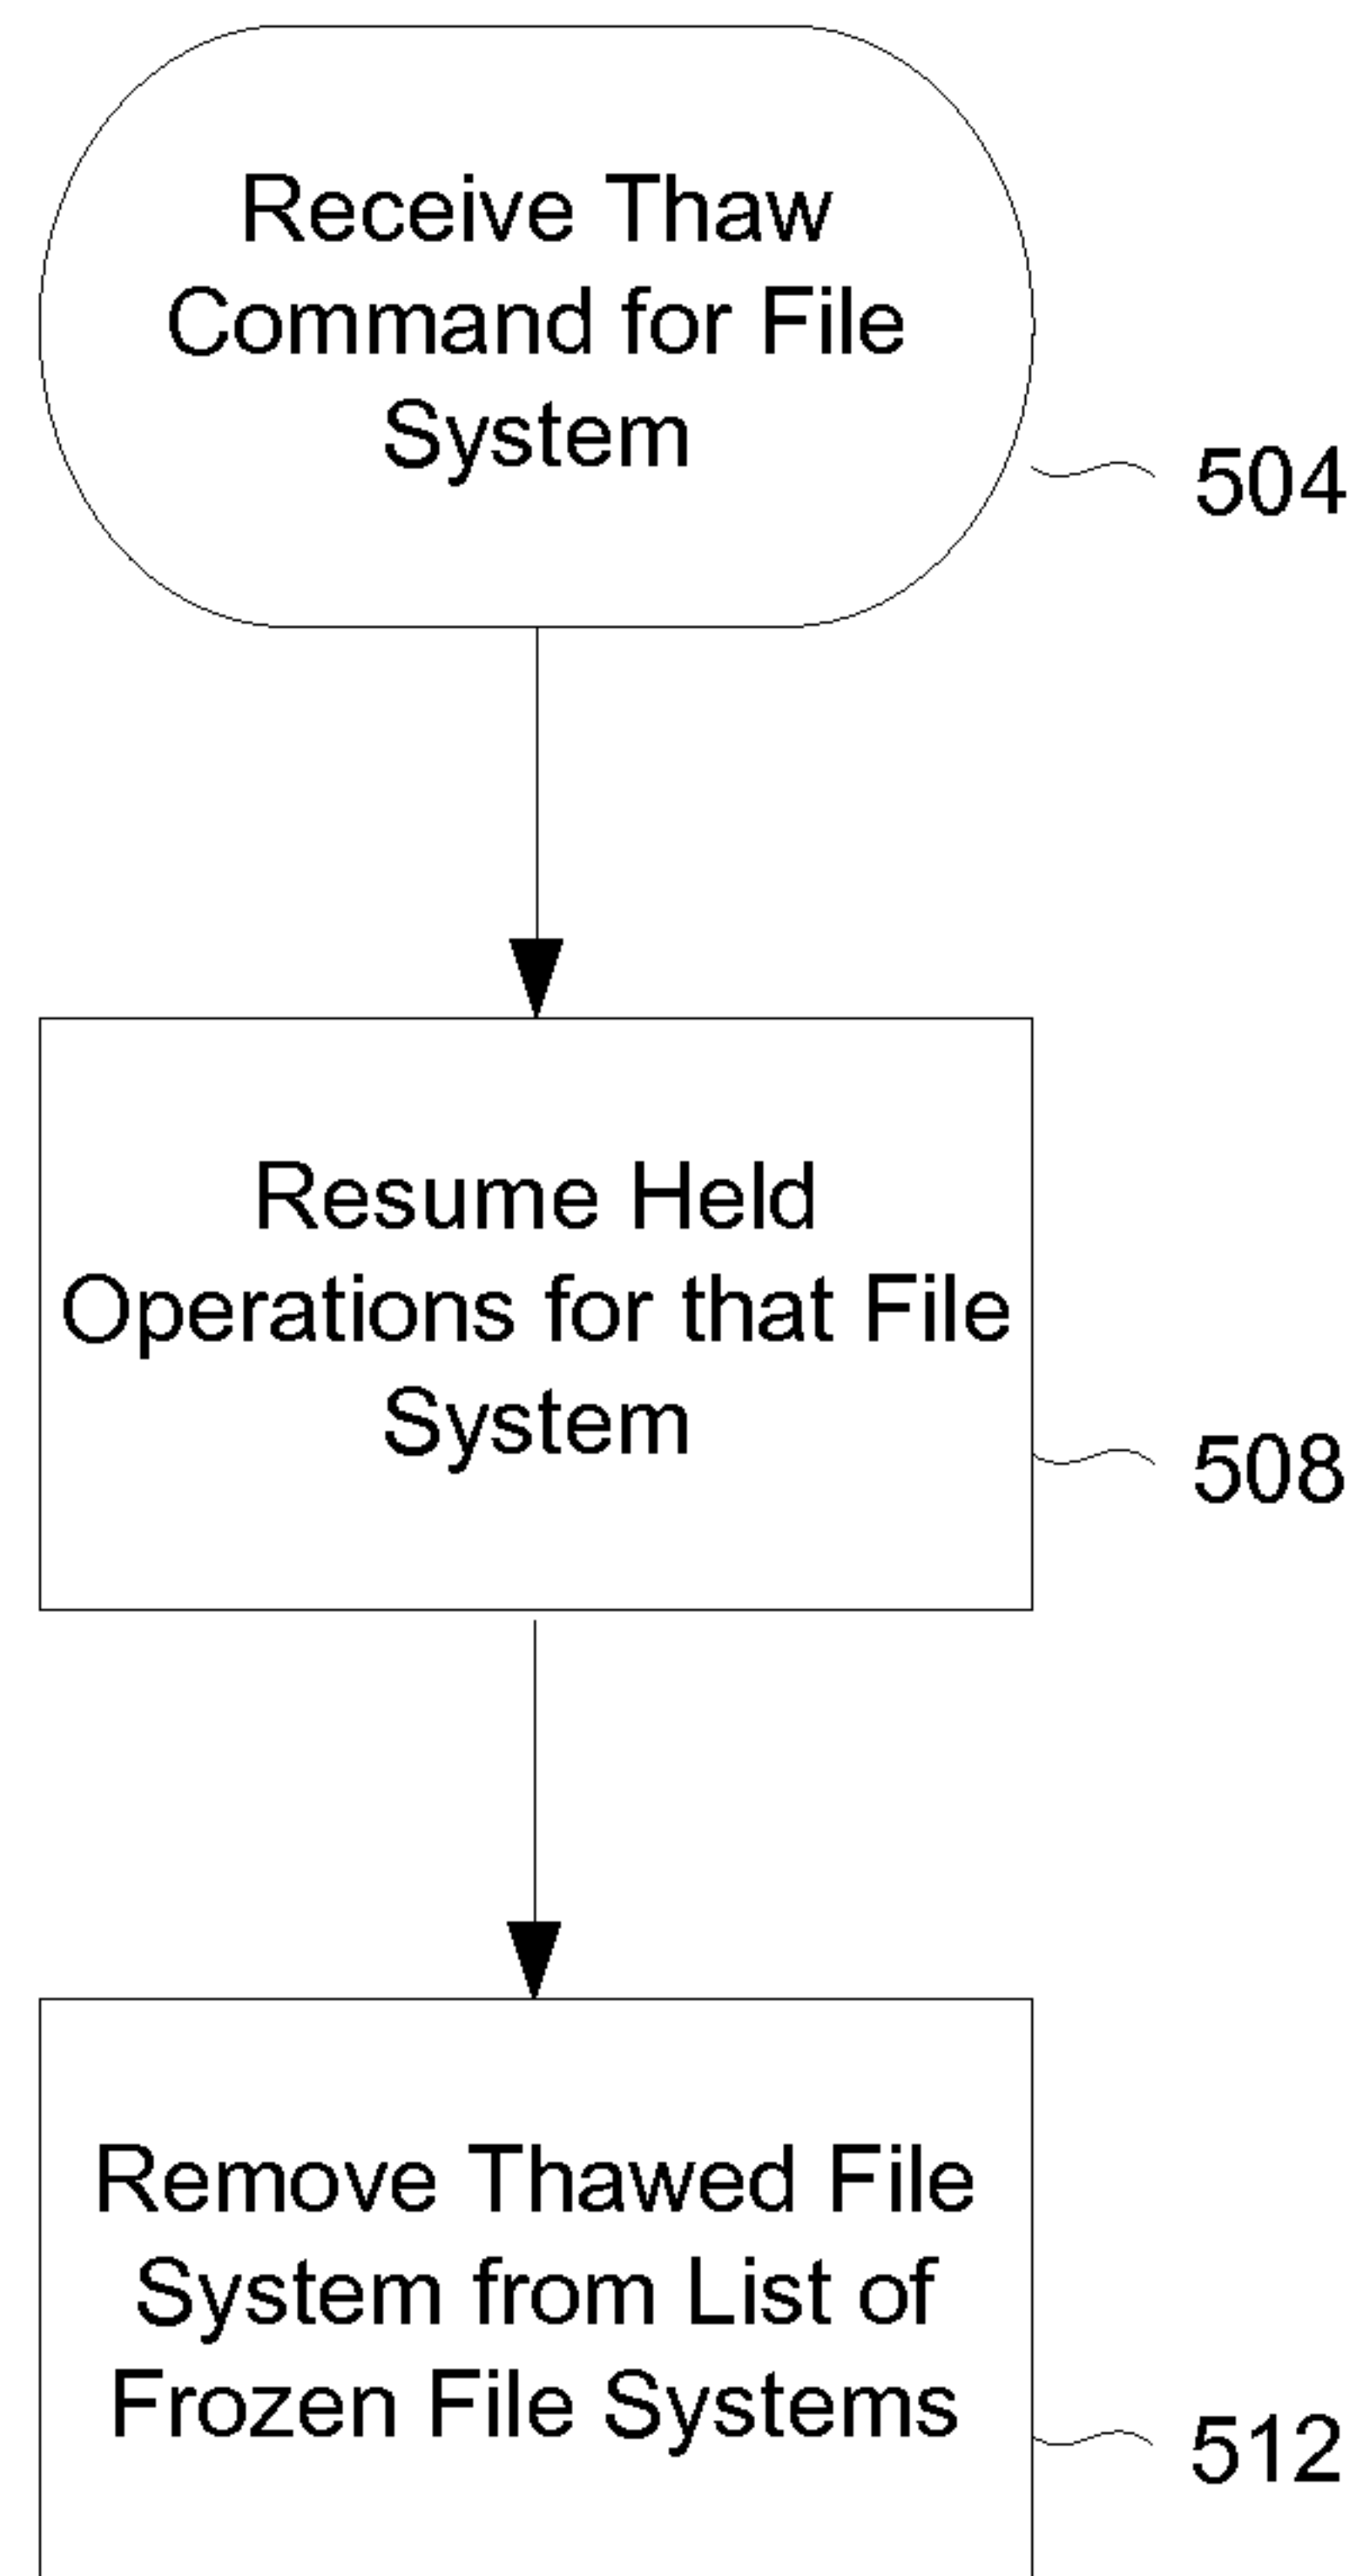 Receive Thaw
Command for File
System
504
Resume Held
Operations for that File
System
508
Remove Thawed File
System from List of
Frozen File Systems
512